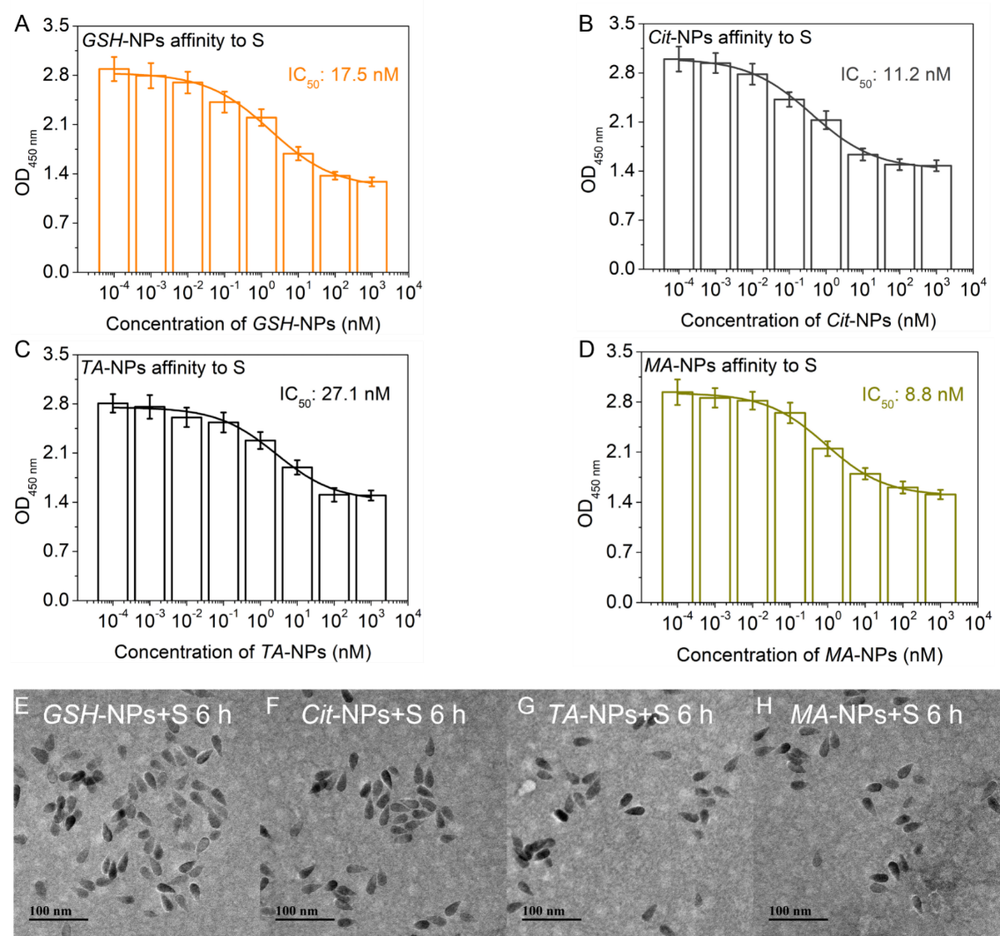 A
GSH-NPs affinity to S
IC50: 17.5 nM
3.5
2.8
2.1
1.4
0.7
0.0
OD450 nm
10-4 10-3 10-2 10-1 100 101 102 103 104
Concentration of GSH-NPs (nM)
B
Cit-NPs affinity to S
IC50: 11.2 nM
3.5
2.8
2.1
1.4
0.7
0.0
OD450 nm
10-4 10-3 10-2 10-1 100 101 102 103 104
Concentration of Cit-NPs (nM)
C
TA-NPs affinity to S
IC50: 27.1 nM
3.5
2.8
2.1
1.4
0.7
0.0
OD450 nm
10-4 10-3 10-2 10-1 100 101 102 103 104
Concentration of TA-NPs (nM)
D
MA-NPs affinity to S
IC50: 8.8 nM
3.5
2.8
2.1
1.4
0.7
0.0
OD450 nm
10-4 10-3 10-2 10-1 100 101 102 103 104
Concentration of MA-NPs (nM)
E GSH-NPs+S 6 h
100 nm
F Cit-NPs+S 6 h
100 nm
G TA-NPs+S 6 h
100 nm
H MA-NPs+S 6 h
100 nm